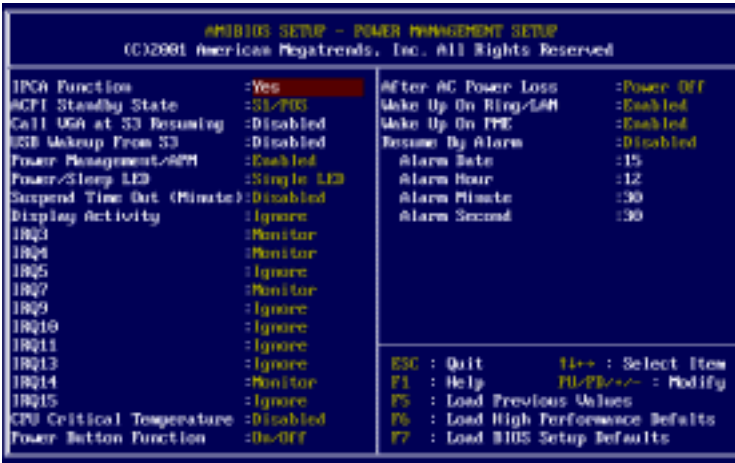 AMIBIOS SETUP - POWER MANAGEMENT SETUP
(C)2001 American Megatrends, Inc. All Rights Reserved
IPCA Function :Yes
ACPI Standby State :S1/POS
Call VGA at S3 Resuming :Disabled
USB Wakeup From S3 :Disabled
Power Management/APM :Enabled
Power/Sleep LED :Single LED
Suspend Time Out (Minute):Disabled
Display Activity :Ignore
IRQ3 :Monitor
IRQ4 :Monitor
IRQ5 :Ignore
IRQ7 :Monitor
IRQ9 :Ignore
IRQ10 :Ignore
IRQ11 :Ignore
IRQ13 :Ignore
IRQ14 :Monitor
IRQ15 :Ignore
CPU Critical Temperature :Disabled
Power Button Function :On/Off
After AC Power Loss :Power Off
Wake Up On Ring/LAN :Enabled
Wake Up On PME :Enabled
Resume By Alarm :Disabled
Alarm Date :15
Alarm Hour :12
Alarm Minute :30
Alarm Second :30
ESC : Quit ↑↓←→ : Select Item
F1 : Help PU/PD/+/- : Modify
F5 : Load Previous Values
F6 : Load High Performance Defults
F7 : Load BIOS Setup Defaults